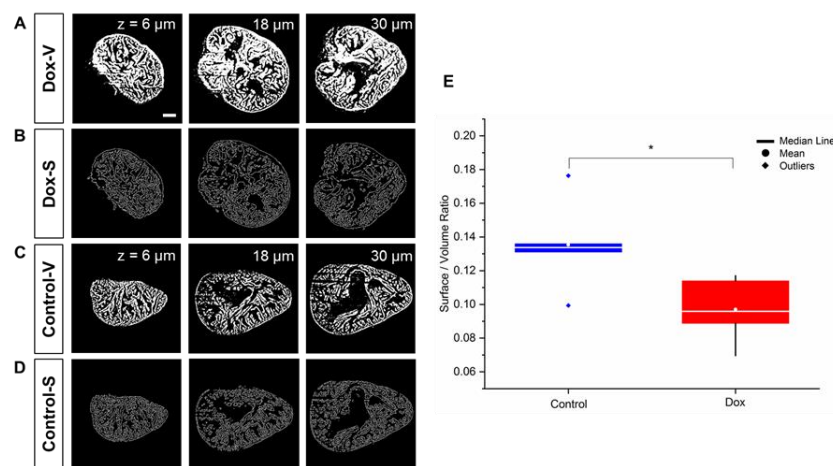 A
Dox-V
z = 6 µm
18 µm
30 µm
B
Dox-S
C
Control-V
z = 6 µm
18 µm
30 µm
D
Control-S
E
Surface / Volume Ratio
0.20
0.18
0.16
0.14
0.12
0.10
0.08
0.06
*
Median Line
Mean
Outliers
Control
Dox